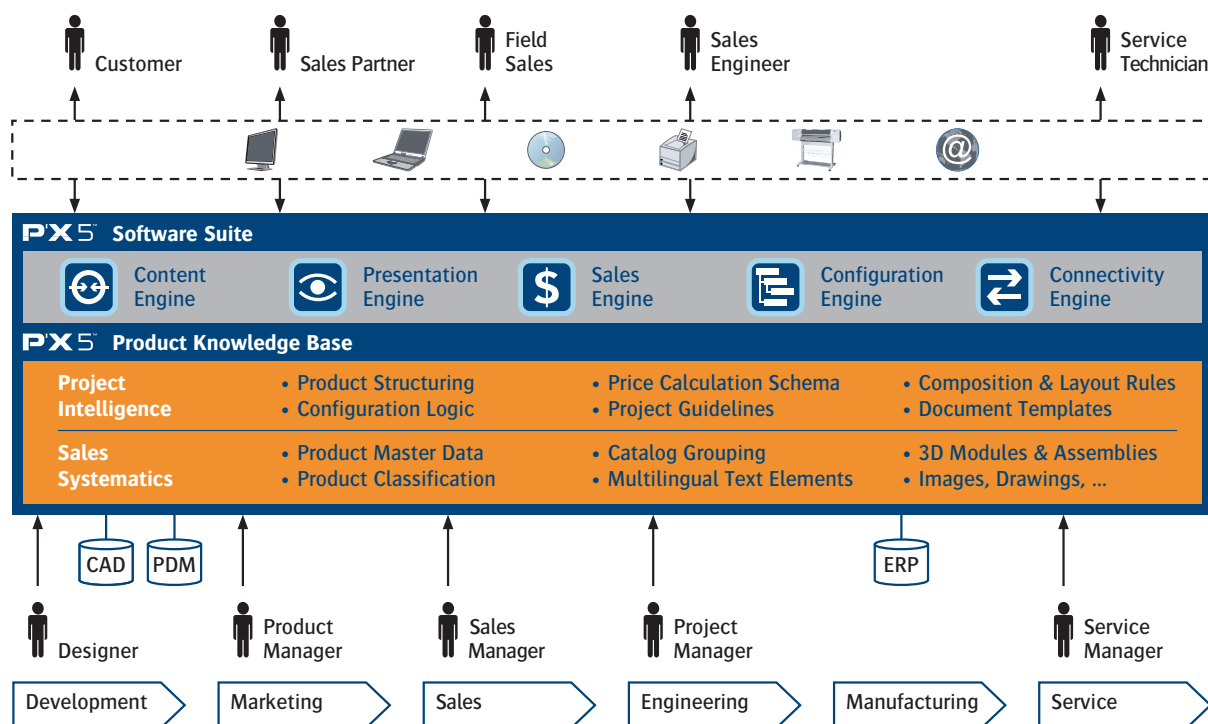 Customer
Sales Partner
Field
Sales
Sales
Engineer
Service
Technician
@
P'X5™ Software Suite
Content
Engine
Presentation
Engine
$
Sales
Engine
Configuration
Engine
Connectivity
Engine
P'X5™ Product Knowledge Base
Project
Intelligence
• Product Structuring
• Configuration Logic
• Price Calculation Schema
• Project Guidelines
• Composition & Layout Rules
• Document Templates
Sales
Systematics
• Product Master Data
• Product Classification
• Catalog Grouping
• Multilingual Text Elements
• 3D Modules & Assemblies
• Images, Drawings, ...
CAD
PDM
ERP
Designer
Product
Manager
Sales
Manager
Project
Manager
Service
Manager
Development
Marketing
Sales
Engineering
Manufacturing
Service